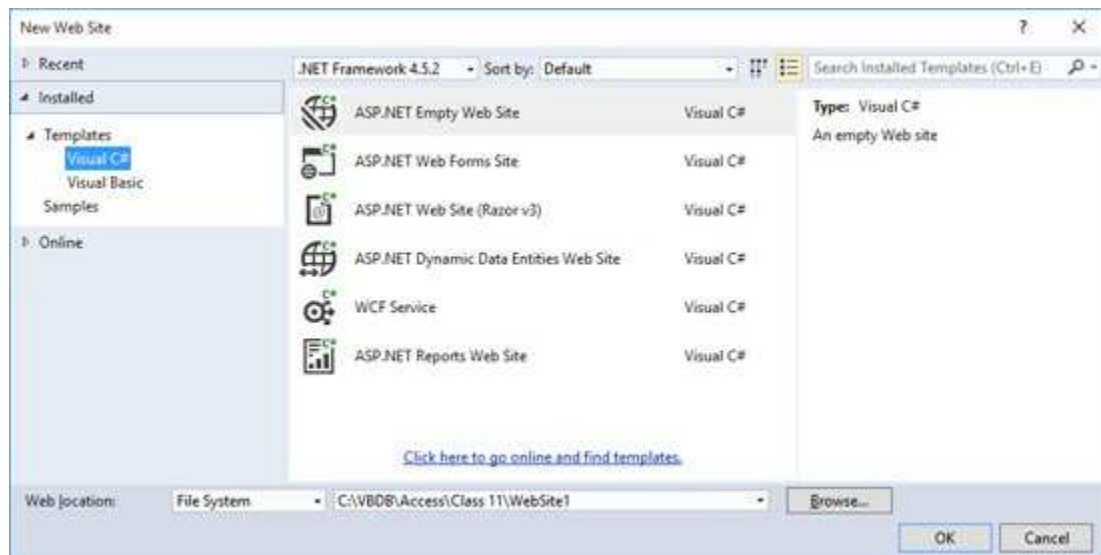 New Web Site
? ×
Recent
Installed
Templates
Visual C#
Visual Basic
Samples
Online
.NET Framework 4.5.2 Sort by: Default
Search Installed Templates (Ctrl+E)
ASP.NET Empty Web Site Visual C#
ASP.NET Web Forms Site Visual C#
ASP.NET Web Site (Razor v3) Visual C#
ASP.NET Dynamic Data Entities Web Site Visual C#
WCF Service Visual C#
ASP.NET Reports Web Site Visual C#
Click here to go online and find templates.
Type: Visual C#
An empty Web site
Web location: File System C:\VBDB\Access\Class 11\WebSite1 Browse...
OK Cancel